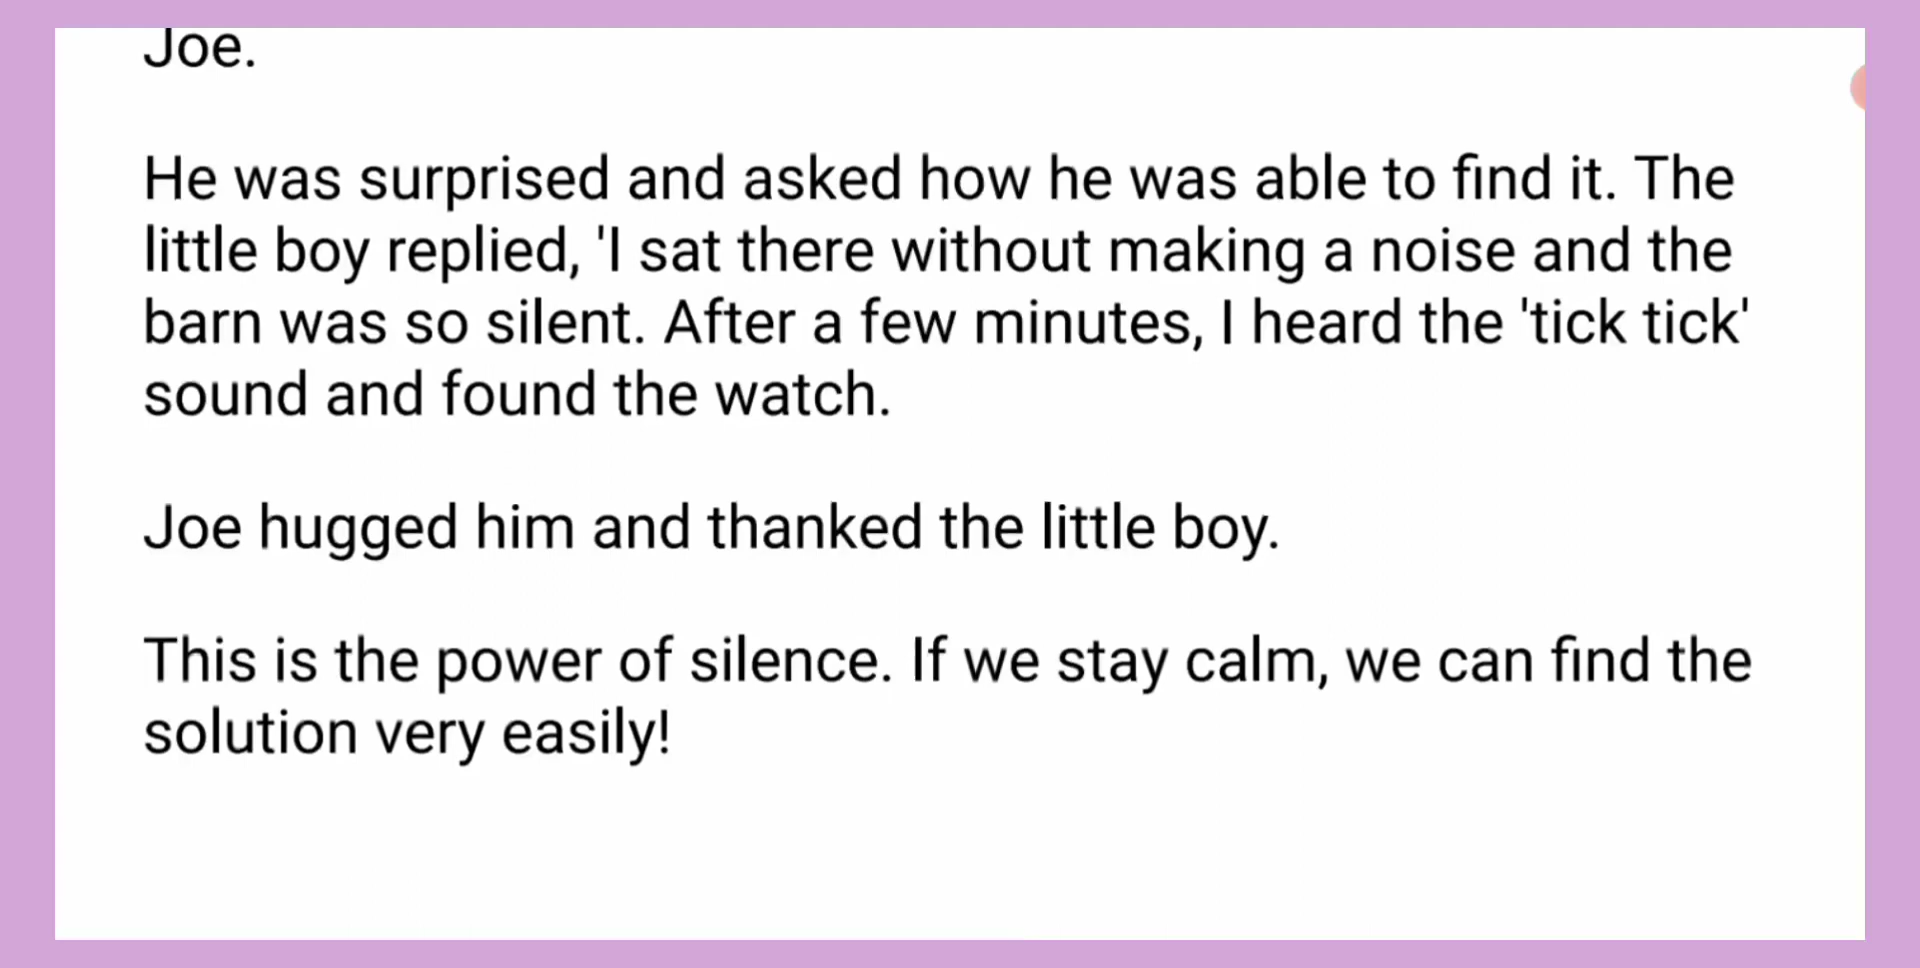 Joe.
He was surprised and asked how he was able to find it. The
little boy replied, 'I sat there without making a noise and the
barn was so silent. After a few minutes, I heard the 'tick tick'
sound and found the watch.
Joe hugged him and thanked the little boy.
This is the power of silence. If we stay calm, we can find the
solution very easily!